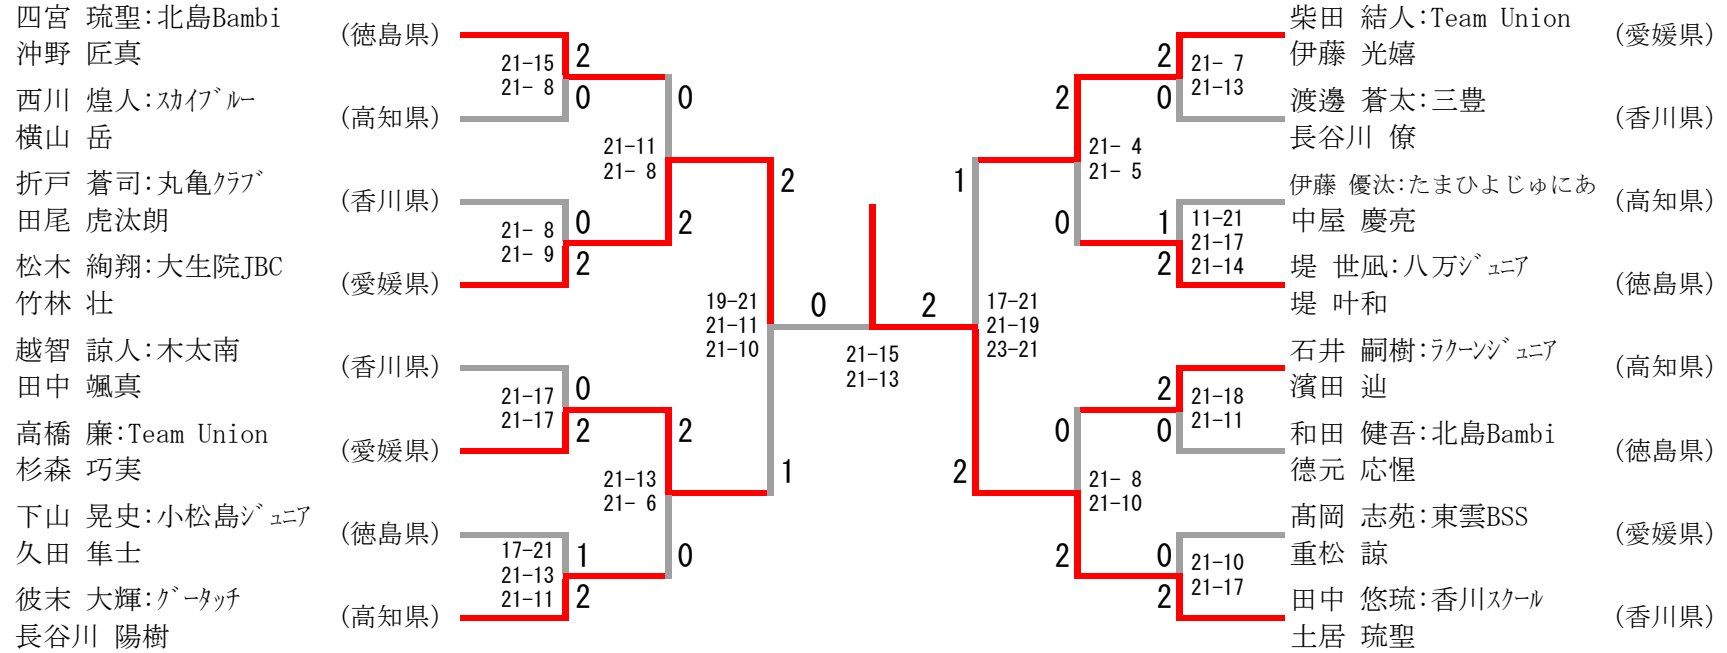 四宮 琉聖:北島Bambi
沖野 匠真
(徳島県)
西川 煌人:ｽｶｲﾌﾞﾙｰ
横山 岳
(高知県)
折戸 蒼司:丸亀ｸﾗﾌﾞ
田尾 虎汰朗
(香川県)
松木 絢翔:大生院JBC
竹林 壮
(愛媛県)
越智 諒人:木太南
田中 颯真
(香川県)
高橋 廉:Team Union
杉森 巧実
(愛媛県)
下山 晃史:小松島ｼﾞｭﾆｱ
久田 隼士
(徳島県)
彼末 大輝:ｸﾞｰﾀｯﾁ
長谷川 陽樹
(高知県)
2
21-15
21- 8
0
0
21- 8
21- 9
2
0
21-17
21-17
2
1
17-21
21-13
21-11
2
0
21-11
21- 8
2
2
21-13
21- 6
0
2
19-21
21-11
21-10
1
0
2
21-15
21-13
1
17-21
21-19
23-21
2
2
21- 4
21- 5
0
0
21- 8
21-10
2
2
21- 7
21-13
0
1
11-21
21-17
21-14
2
2
21-18
21-11
0
0
21-10
21-17
2
柴田 結人:Team Union
伊藤 光嬉
(愛媛県)
渡邊 蒼太:三豊
長谷川 僚
(香川県)
伊藤 優汰:たまひよじゅにあ
中屋 慶亮
(高知県)
堤 世凪:八万ｼﾞｭﾆｱ
堤 叶和
(徳島県)
石井 嗣樹:ﾗｸーﾝｼﾞｭﾆｱ
濱田 辿
(高知県)
和田 健吾:北島Bambi
德元 応惺
(徳島県)
髙岡 志苑:東雲BSS
重松 諒
(愛媛県)
田中 悠琉:香川ｽｸｰﾙ
土居 琉聖
(香川県)